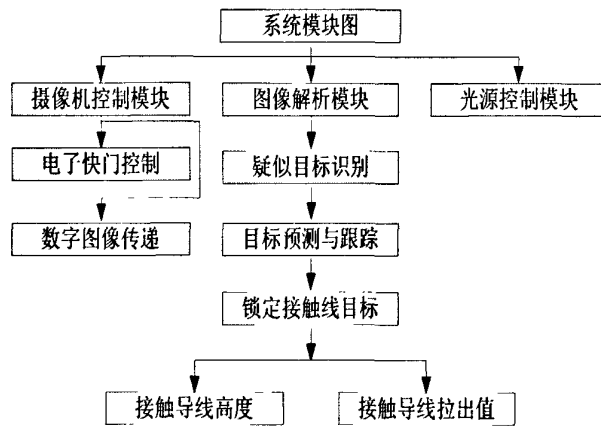 系统模块图
摄像机控制模块
图像解析模块
光源控制模块
电子快门控制
疑似目标识别
数字图像传递
目标预测与跟踪
锁定接触线目标
接触导线高度
接触导线拉出值